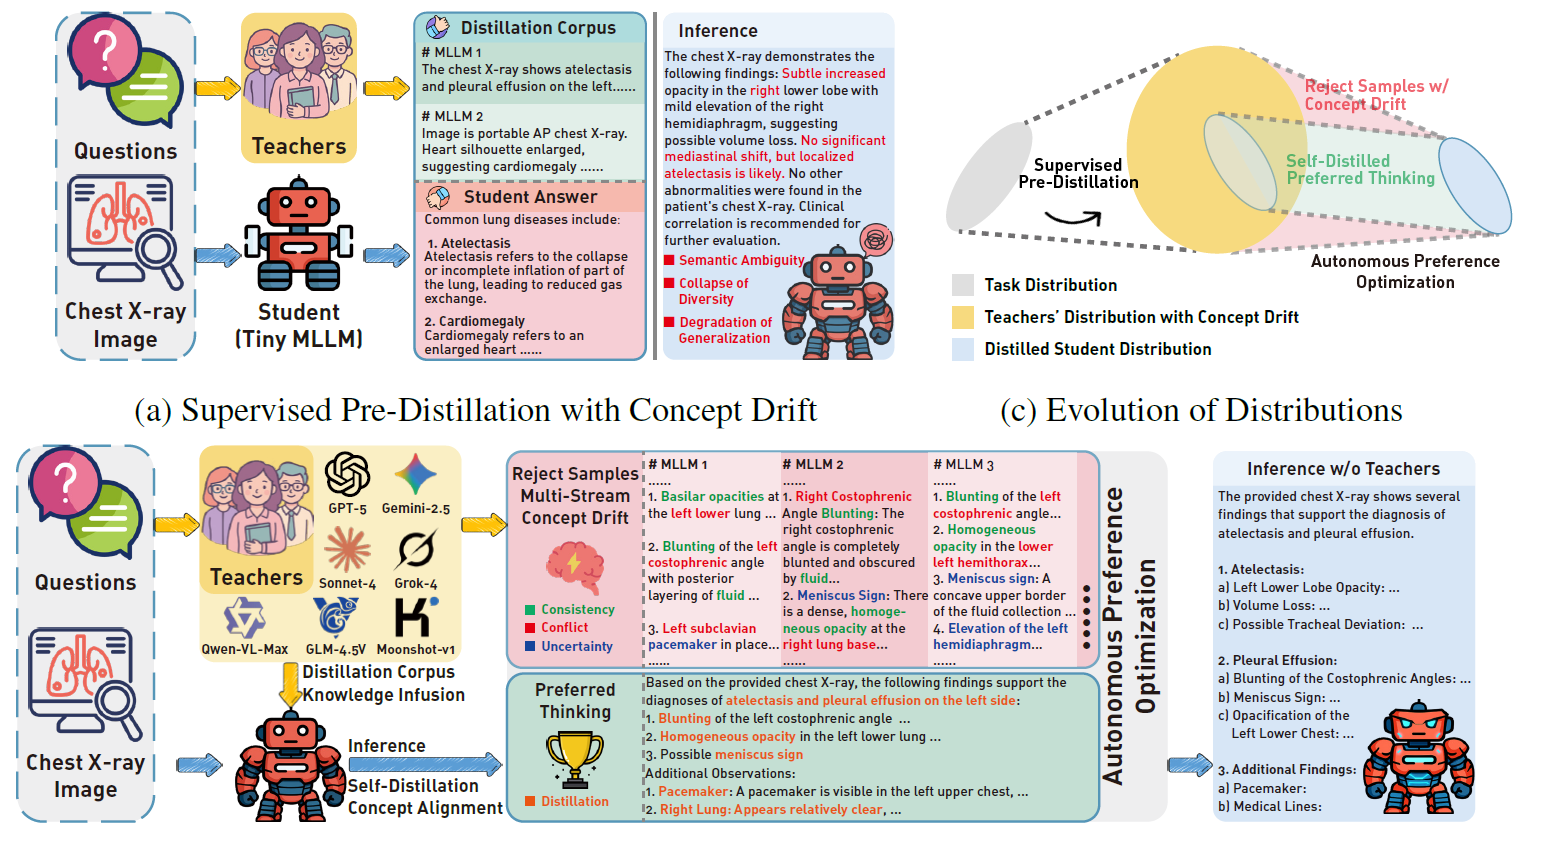 Questions
Chest X-ray
Image
Teachers
Student
(Tiny MLLM)
Distillation Corpus
# MLLM 1
The chest X-ray shows atelectasis
and pleural effusion on the left......
# MLLM 2
Image is portable AP chest X-ray.
Heart silhouette enlarged,
suggesting cardiomegaly ......
Student Answer
Common lung diseases include:
1. Atelectasis
Atelectasis refers to the collapse
or incomplete inflation of part of
the lung, leading to reduced gas
exchange.
2. Cardiomegaly
Cardiomegaly refers to an
enlarged heart ......
Inference
The chest X-ray demonstrates the
following findings: Subtle increased
opacity in the right lower lobe with
mild elevation of the right
hemidiaphragm, suggesting
possible volume loss. No significant
mediastinal shift, but localized
atelectasis is likely. No other
abnormalities were found in the
patient's chest X-ray. Clinical
correlation is recommended for
further evaluation.
Semantic Ambiguity
Collapse of
Diversity
Degradation of
Generalization
(a) Supervised Pre-Distillation with Concept Drift
Supervised
Pre-Distillation
Reject Samples w/
Concept Drift
Self-Distilled
Preferred Thinking
Autonomous Preference
Optimization
Task Distribution
Teachers' Distribution with Concept Drift
Distilled Student Distribution
(c) Evolution of Distributions
Questions
Chest X-ray
Image
Teachers
GPT-5
Gemini-2.5
Sonnet-4
Grok-4
Qwen-VL-Max
GLM-4.5V
Moonshot-v1
Distillation Corpus
Knowledge Infusion
Inference
Self-Distillation
Concept Alignment
Reject Samples
Multi-Stream
Concept Drift
Consistency
Conflict
Uncertainty
# MLLM 1
......
1. Basilar opacities at
the left lower lung ...
2. Blunting of the left
costophrenic angle
with posterior
layering of fluid ...
3. Left subclavian
pacemaker in place...
......
# MLLM 2
......
1. Right Costophrenic
Angle Blunting: The
right costophrenic
angle is completely
blunted and obscured
by fluid...
2. Meniscus Sign: There
is a dense, homoge-
neous opacity at the
right lung base...
......
# MLLM 3
......
1. Blunting of the left
costophrenic angle...
2. Homogeneous
opacity in the lower
left hemithorax...
3. Meniscus sign: A
concave upper border
of the fluid collection ...
4. Elevation of the left
hemidiaphragm...
......
Preferred
Thinking
Distillation
Based on the provided chest X-ray, the following findings support the
diagnoses of atelectasis and pleural effusion on the left side:
1. Blunting of the left costophrenic angle ...
2. Homogeneous opacity in the left lower lung ...
3. Possible meniscus sign
Additional Observations:
1. Pacemaker: A pacemaker is visible in the left upper chest, ...
2. Right Lung: Appears relatively clear, ...
Autonomous Preference
Optimization
Inference w/o Teachers
The provided chest X-ray shows several
findings that support the diagnosis of
atelectasis and pleural effusion.
1. Atelectasis:
a) Left Lower Lobe Opacity: ...
b) Volume Loss: ...
c) Possible Tracheal Deviation: ...
2. Pleural Effusion:
a) Blunting of the Costophrenic Angles: ...
b) Meniscus Sign: ...
c) Opacification of the
Left Lower Chest: ...
3. Additional Findings:
a) Pacemaker:
b) Medical Lines: